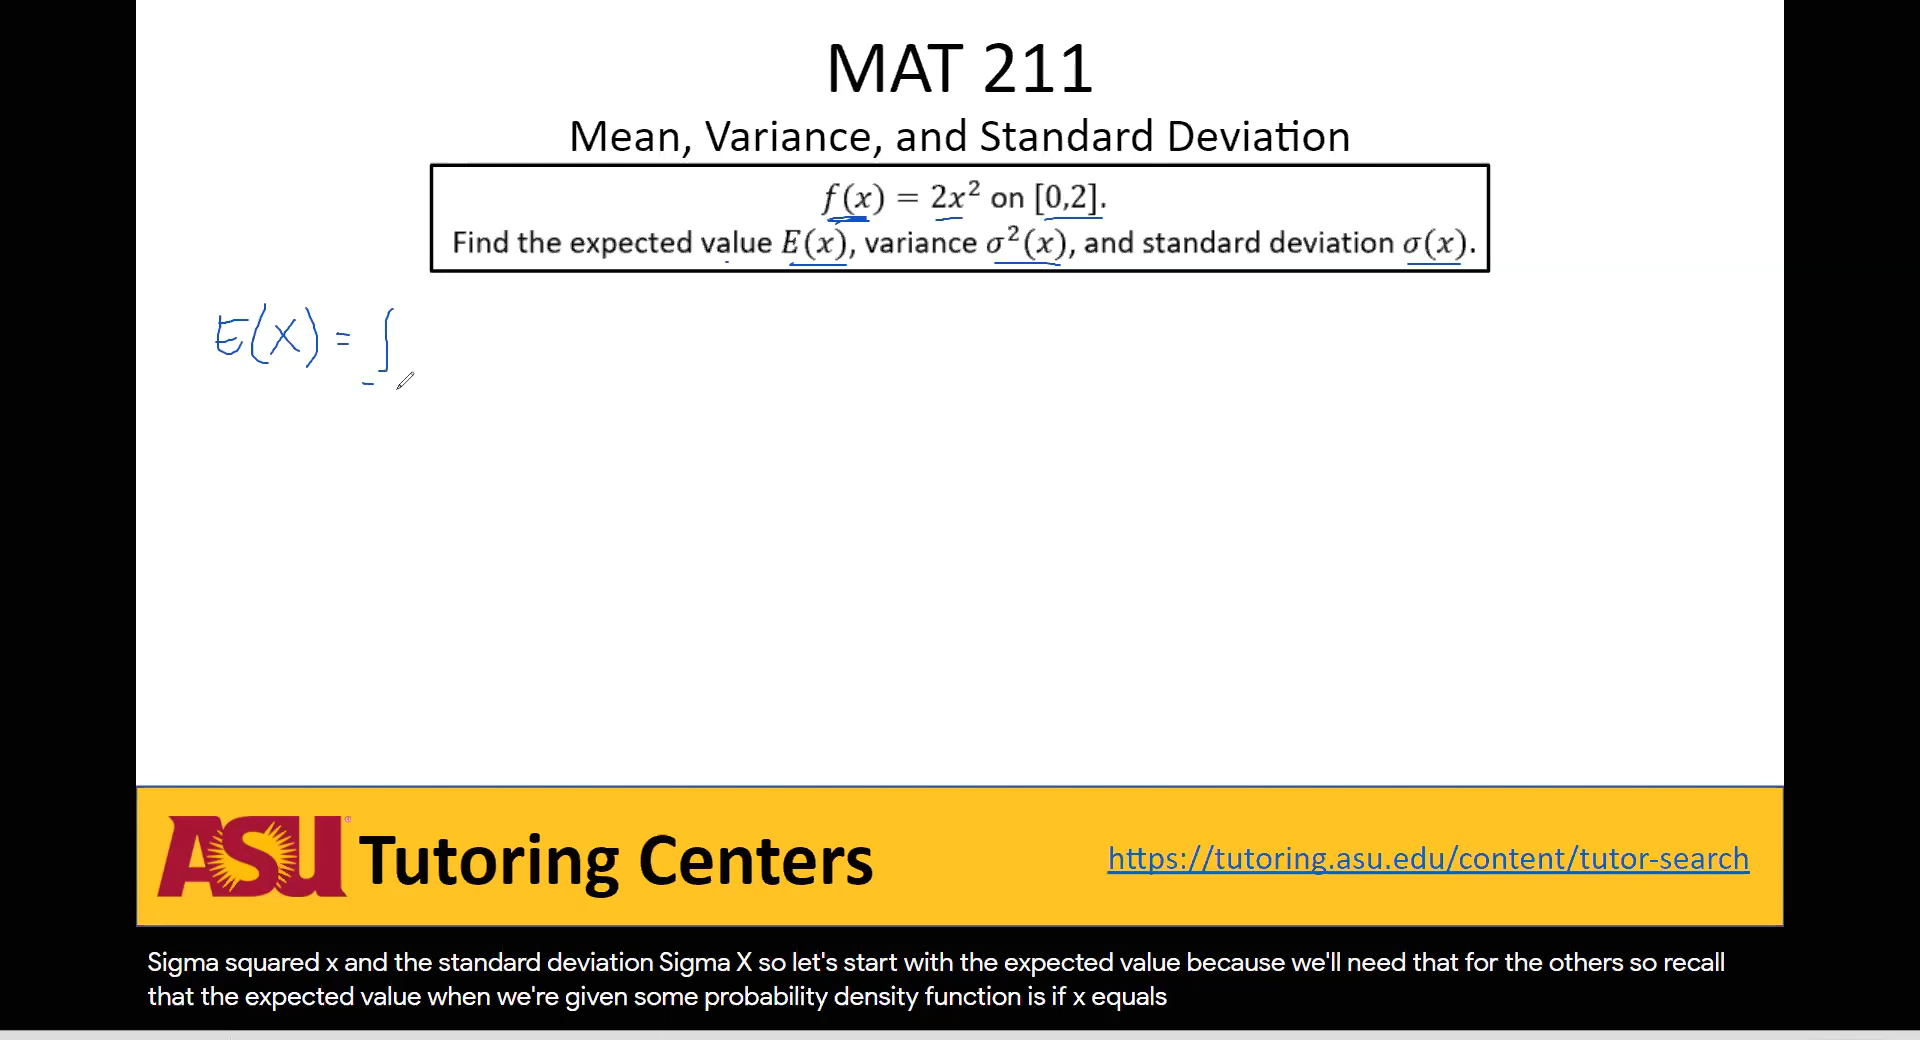 MAT 211
Mean, Variance, and Standard Deviation
f(x) = 2x² on [0,2].
Find the expected value E(x), variance σ²(x), and standard deviation σ(x).
E(X) = ∫
-
ASU® Tutoring Centers
https://tutoring.asu.edu/content/tutor-search
Sigma squared x and the standard deviation Sigma X so let's start with the expected value because we'll need that for the others so recall
that the expected value when we're given some probability density function is if x equals